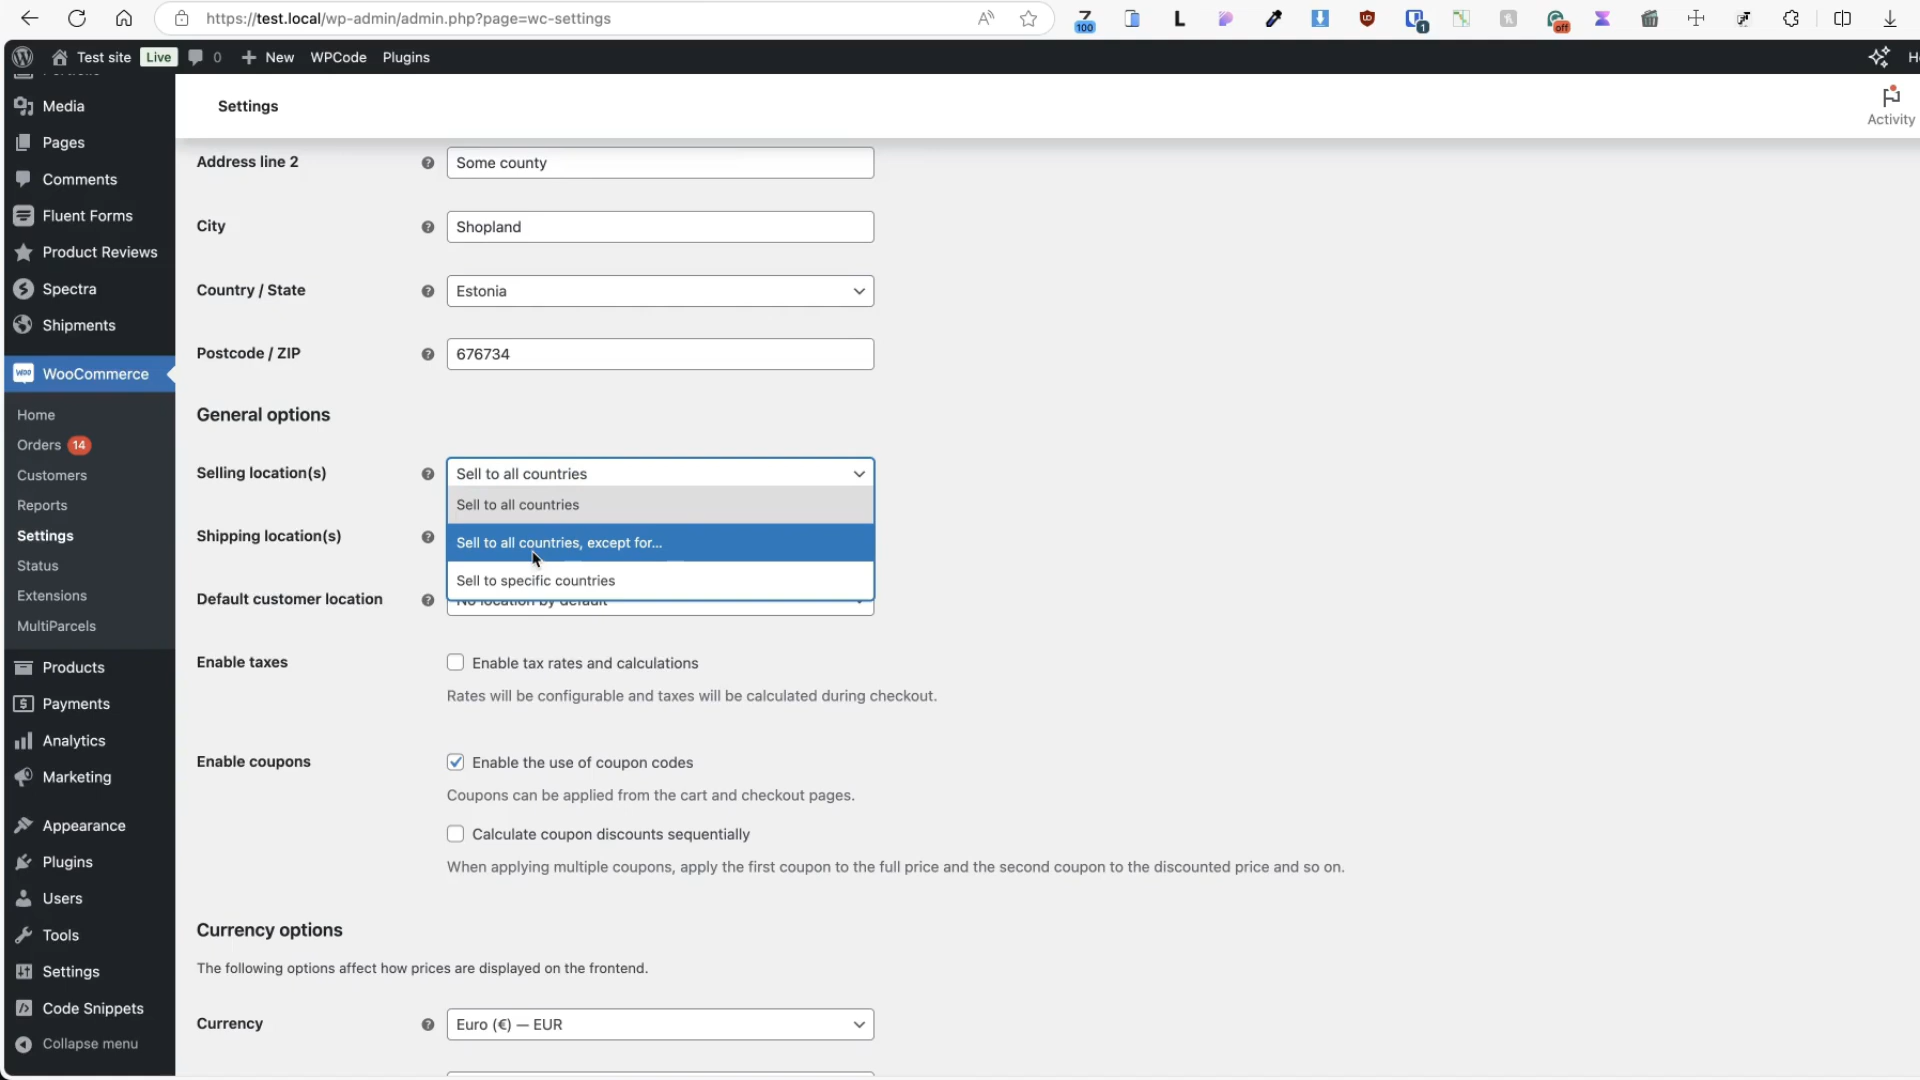 https://test.local/wp-admin/admin.php?page=wc-settings
100
L
1
off
Test site Live 0 New WPCode Plugins
Settings
Activity
Media
Pages
Comments
Fluent Forms
Product Reviews
Spectra
Shipments
WooCommerce
Home
Orders 14
Customers
Reports
Settings
Status
Extensions
MultiParcels
Products
Payments
Analytics
Marketing
Appearance
Plugins
Users
Tools
Settings
Code Snippets
Collapse menu
Address line 2 Some county
City Shopland
Country / State Estonia
Postcode / ZIP 676734
General options
Selling location(s) Sell to all countries
Sell to all countries
Sell to all countries, except for...
Sell to specific countries
Shipping location(s)
Default customer location No location by default
Enable taxes Enable tax rates and calculations
Rates will be configurable and taxes will be calculated during checkout.
Enable coupons Enable the use of coupon codes
Coupons can be applied from the cart and checkout pages.
Calculate coupon discounts sequentially
When applying multiple coupons, apply the first coupon to the full price and the second coupon to the discounted price and so on.
Currency options
The following options affect how prices are displayed on the frontend.
Currency Euro (€) — EUR